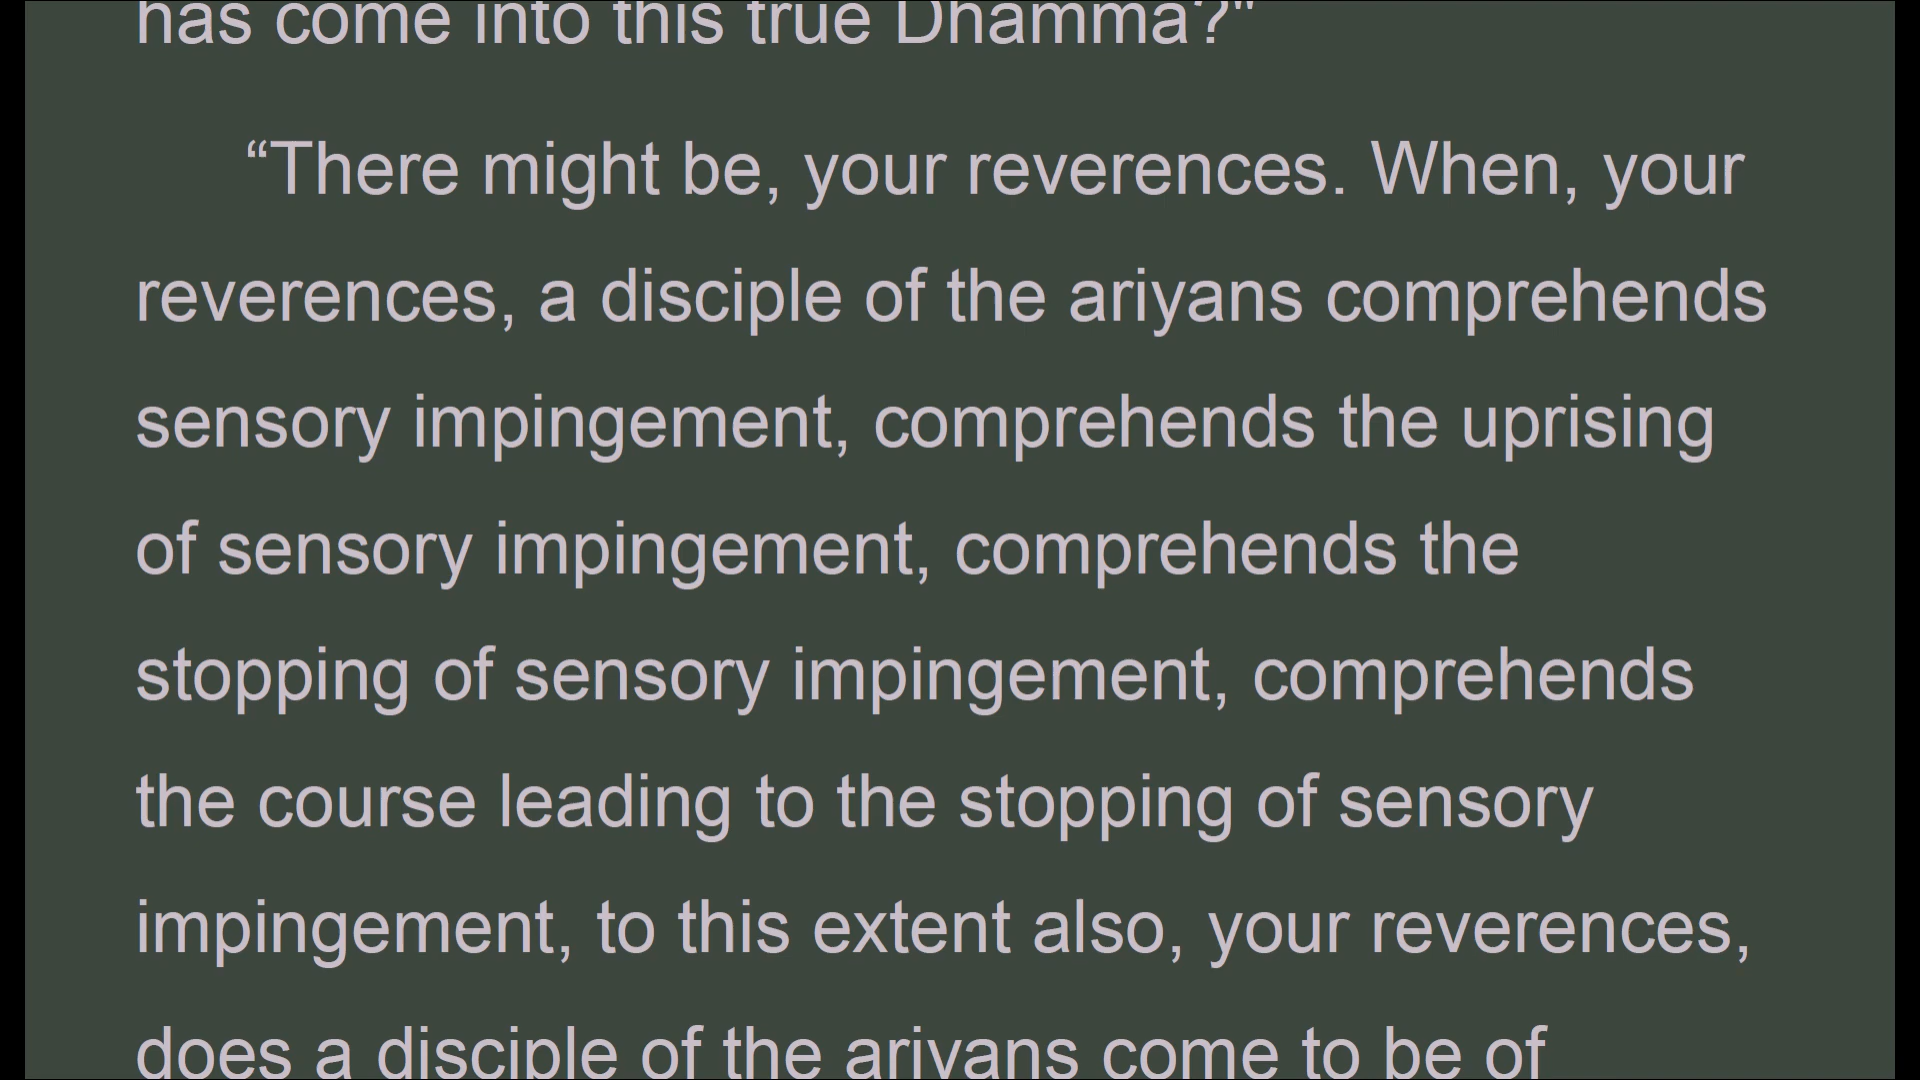 has come into this true Dhamma?"
“There might be, your reverences. When, your
reverences, a disciple of the ariyans comprehends
sensory impingement, comprehends the uprising
of sensory impingement, comprehends the
stopping of sensory impingement, comprehends
the course leading to the stopping of sensory
impingement, to this extent also, your reverences,
does a disciple of the ariyans come to be of